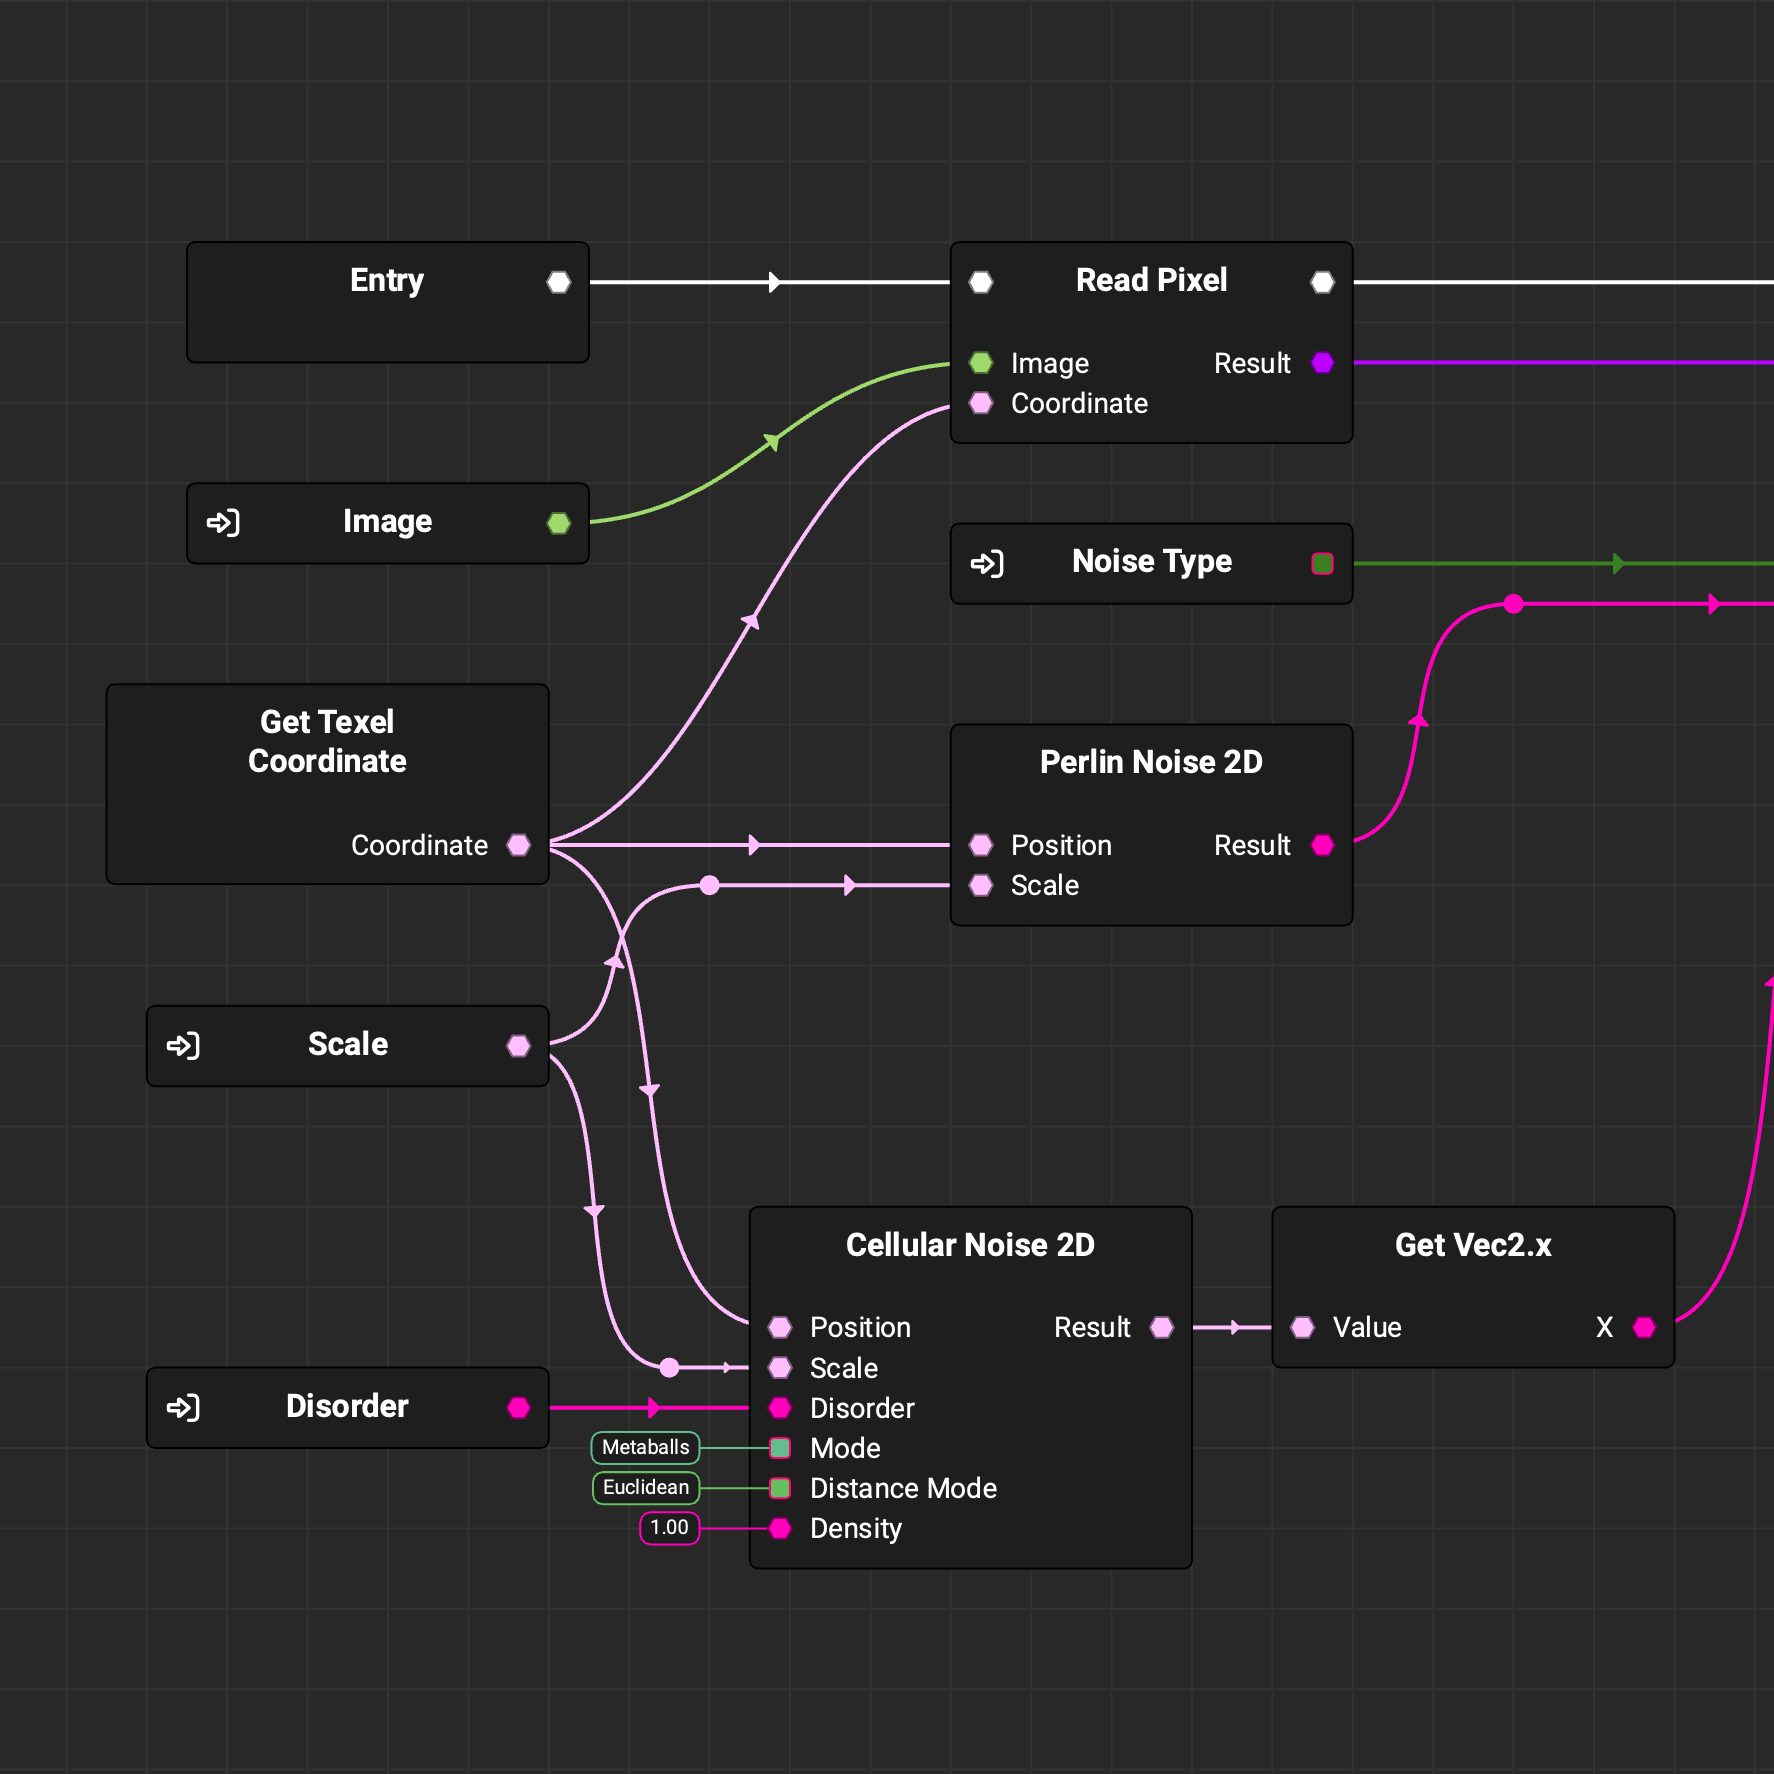 Entry
Read Pixel
Image
Result
Coordinate
Image
Noise Type
Get Texel
Coordinate
Coordinate
Perlin Noise 2D
Position
Result
Scale
Scale
Cellular Noise 2D
Position
Result
Scale
Disorder
Mode
Distance Mode
Density
Get Vec2.x
Value
X
Disorder
Metaballs
Euclidean
1.00